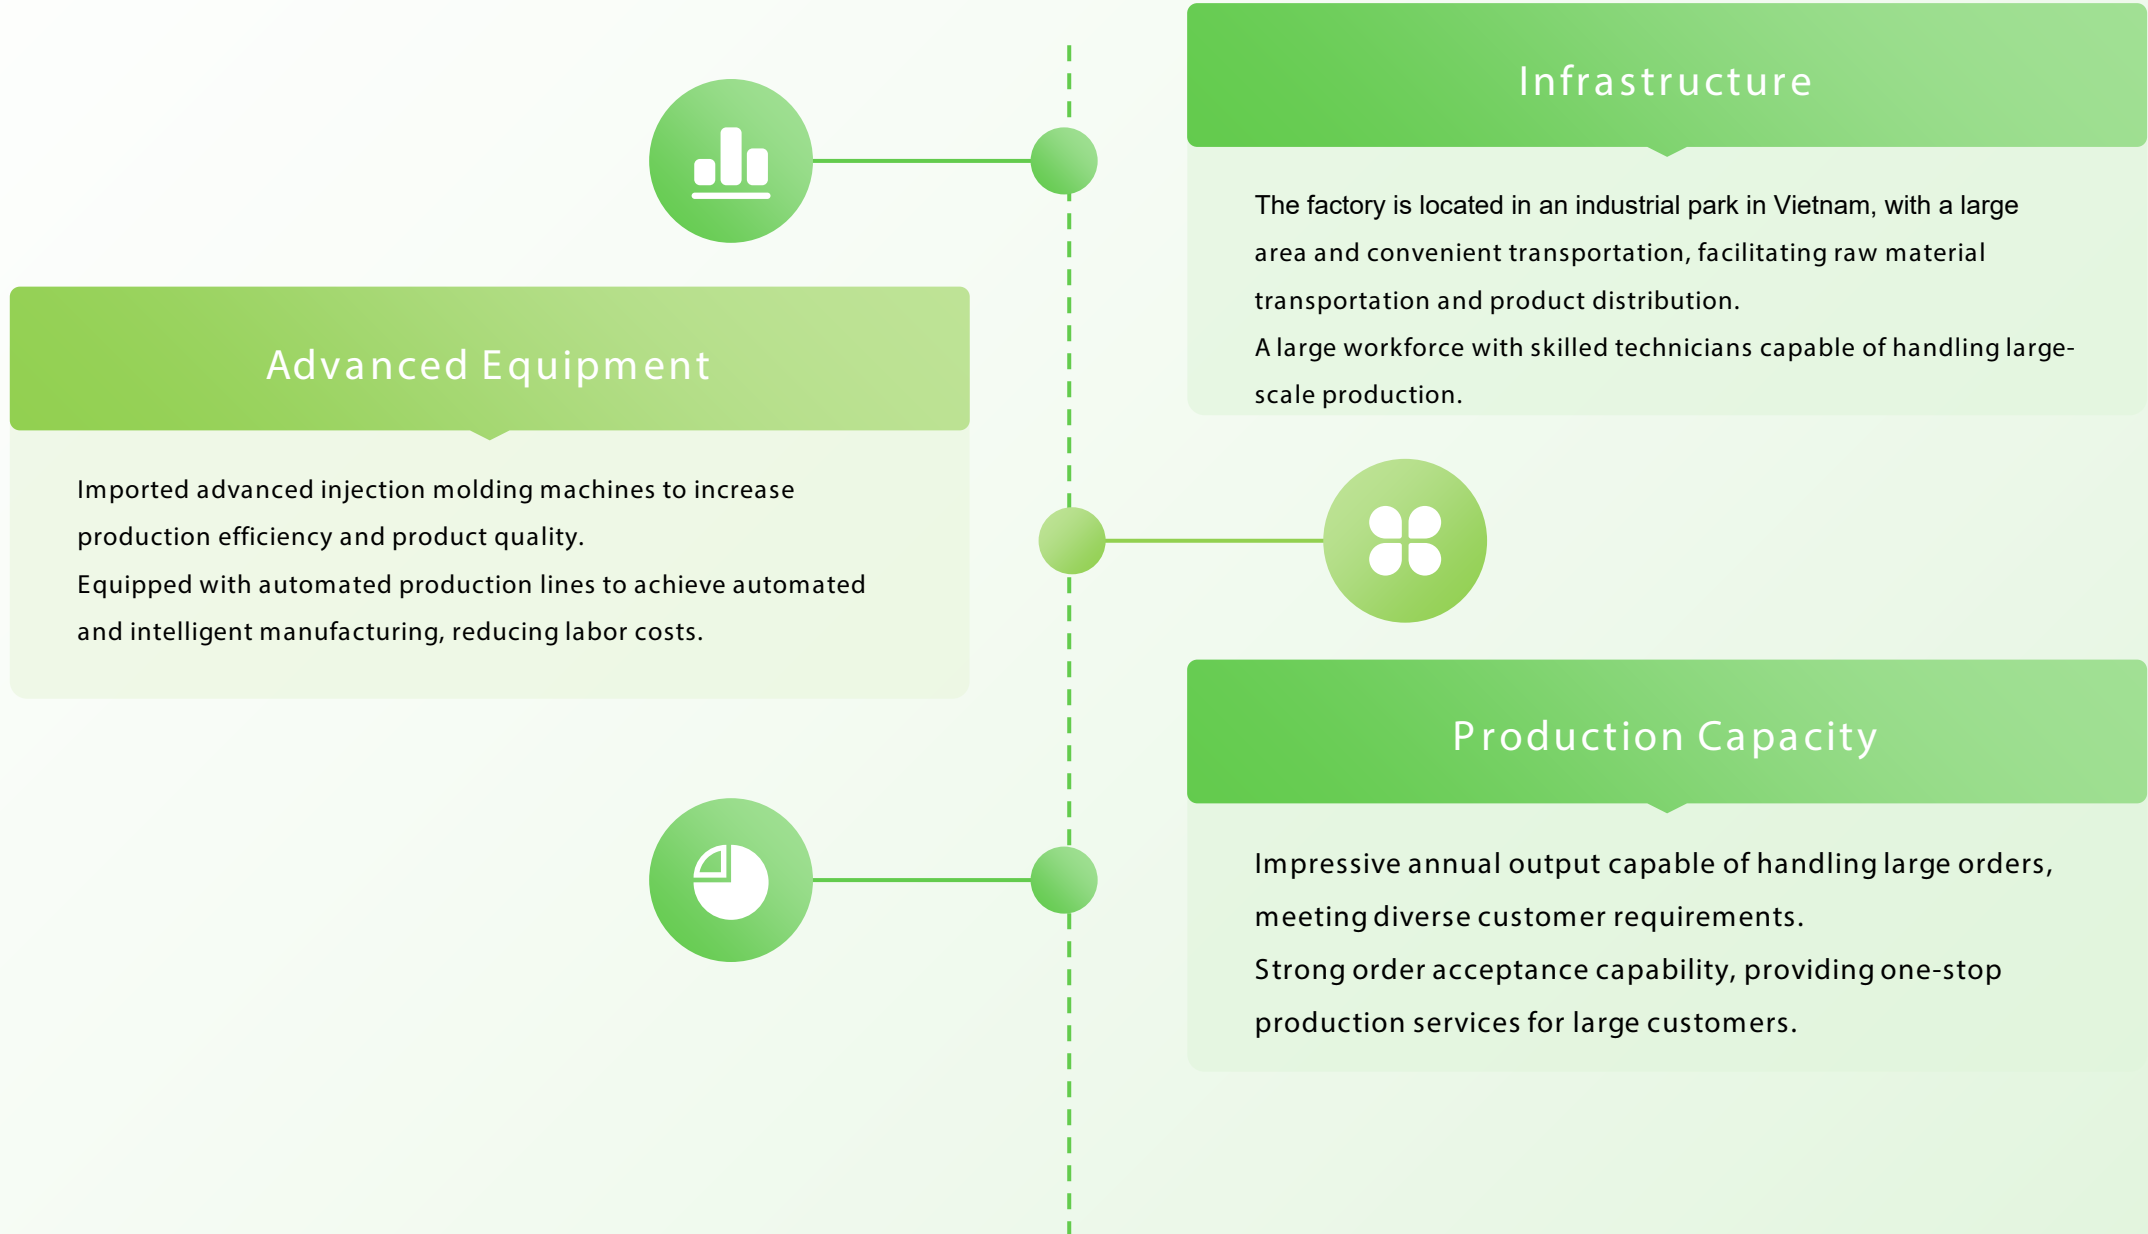 Infrastructure
The factory is located in an industrial park in Vietnam, with a large
area and convenient transportation, facilitating raw material
transportation and product distribution.
A large workforce with skilled technicians capable of handling large-
scale production.
Advanced Equipment
Imported advanced injection molding machines to increase
production efficiency and product quality.
Equipped with automated production lines to achieve automated
and intelligent manufacturing, reducing labor costs.
Production Capacity
Impressive annual output capable of handling large orders,
meeting diverse customer requirements.
Strong order acceptance capability, providing one-stop
production services for large customers.